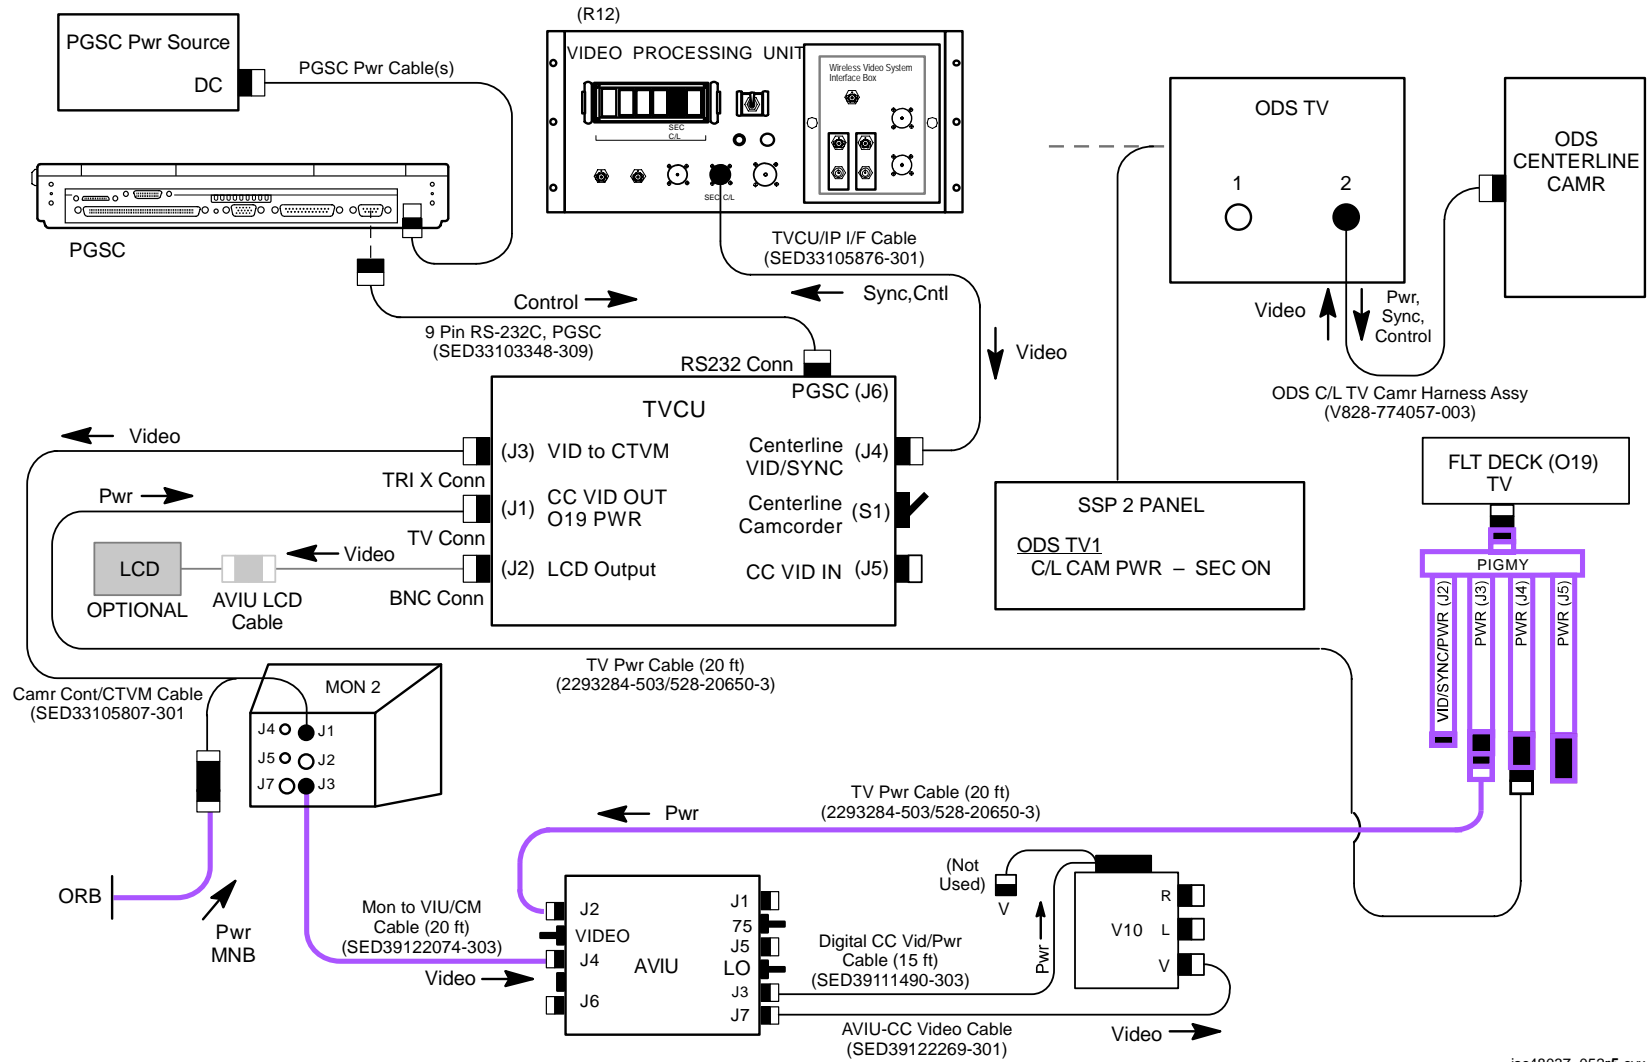 (R12)
PGSC Pwr Source
DC
PGSC Pwr Cable(s)
VIDEO PROCESSING UNIT
Wireless Video System
Interface Box
SEC
C/L
SEC C/L
ODS TV
1
2
ODS
CENTERLINE
CAMR
PGSC
TVCU/IP I/F Cable
(SED33105876-301)
Sync,Cntl
Control
9 Pin RS-232C, PGSC
(SED33103348-309)
Video
Video
Pwr,
Sync,
Control
RS232 Conn
PGSC (J6)
TVCU
ODS C/L TV Camr Harness Assy
(V828-774057-003)
Video
(J3) VID to CTVM
Centerline
VID/SYNC
(J4)
TRI X Conn
Pwr
(J1)
CC VID OUT
O19 PWR
Centerline
Camcorder
(S1)
TV Conn
Video
(J2) LCD Output
CC VID IN (J5)
BNC Conn
LCD
OPTIONAL
AVIU LCD
Cable
SSP 2 PANEL
ODS TV1
C/L CAM PWR – SEC ON
FLT DECK (O19)
TV
PIGMY
VID/SYNC/PWR (J2)
PWR (J3)
PWR (J4)
PWR (J5)
TV Pwr Cable (20 ft)
(2293284-503/528-20650-3)
Camr Cont/CTVM Cable
(SED33105807-301
MON 2
J4
J1
J5
J2
J7
J3
TV Pwr Cable (20 ft)
(2293284-503/528-20650-3)
Pwr
ORB
Pwr
MNB
Mon to VIU/CM
Cable (20 ft)
(SED39122074-303)
Video
J2
VIDEO
J4
AVIU
J6
J1
75
J5
LO
J3
J7
(Not
Used)
V
Digital CC Vid/Pwr
Cable (15 ft)
(SED39111490-303)
Pwr
V10
R
L
V
AVIU-CC Video Cable
(SED39122269-301)
Video